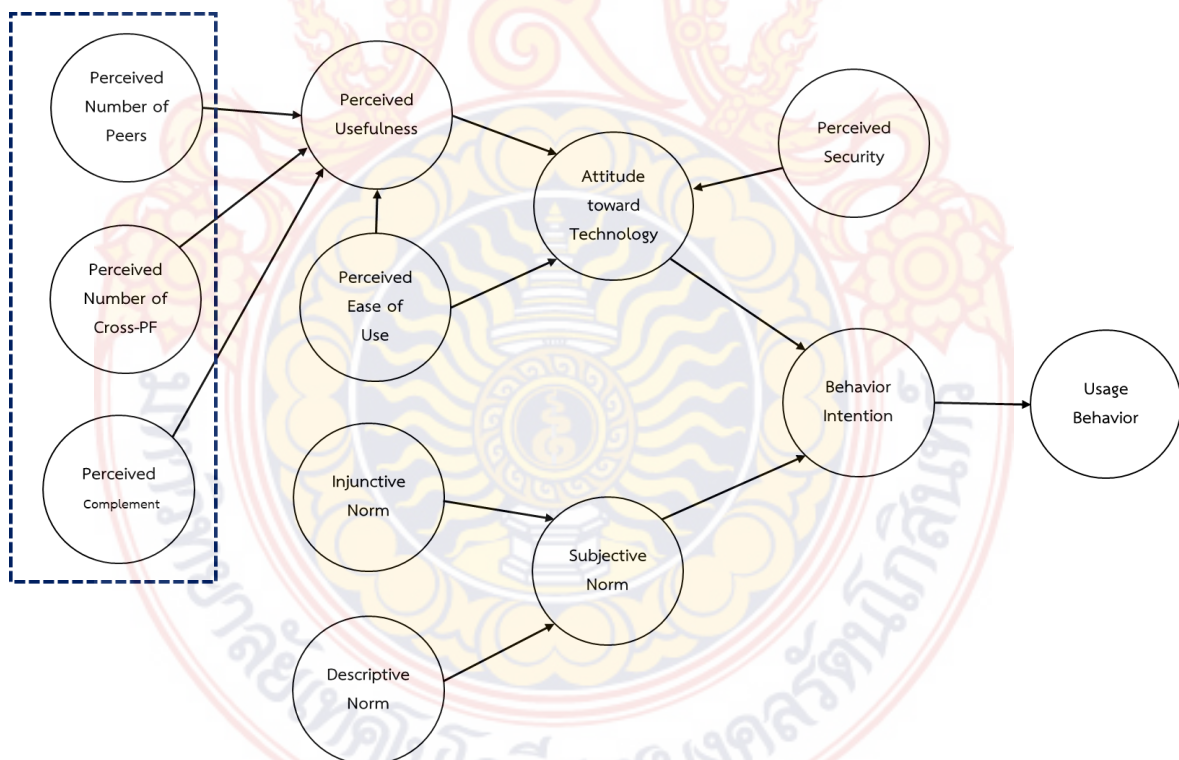 Perceived
Number of
Peers
Perceived
Usefulness
Perceived
Security
Attitude
toward
Technology
Perceived
Number of
Cross-PF
Perceived
Ease of
Use
Behavior
Intention
Usage
Behavior
Perceived
Complement
Injunctive
Norm
Subjective
Norm
Descriptive
Norm